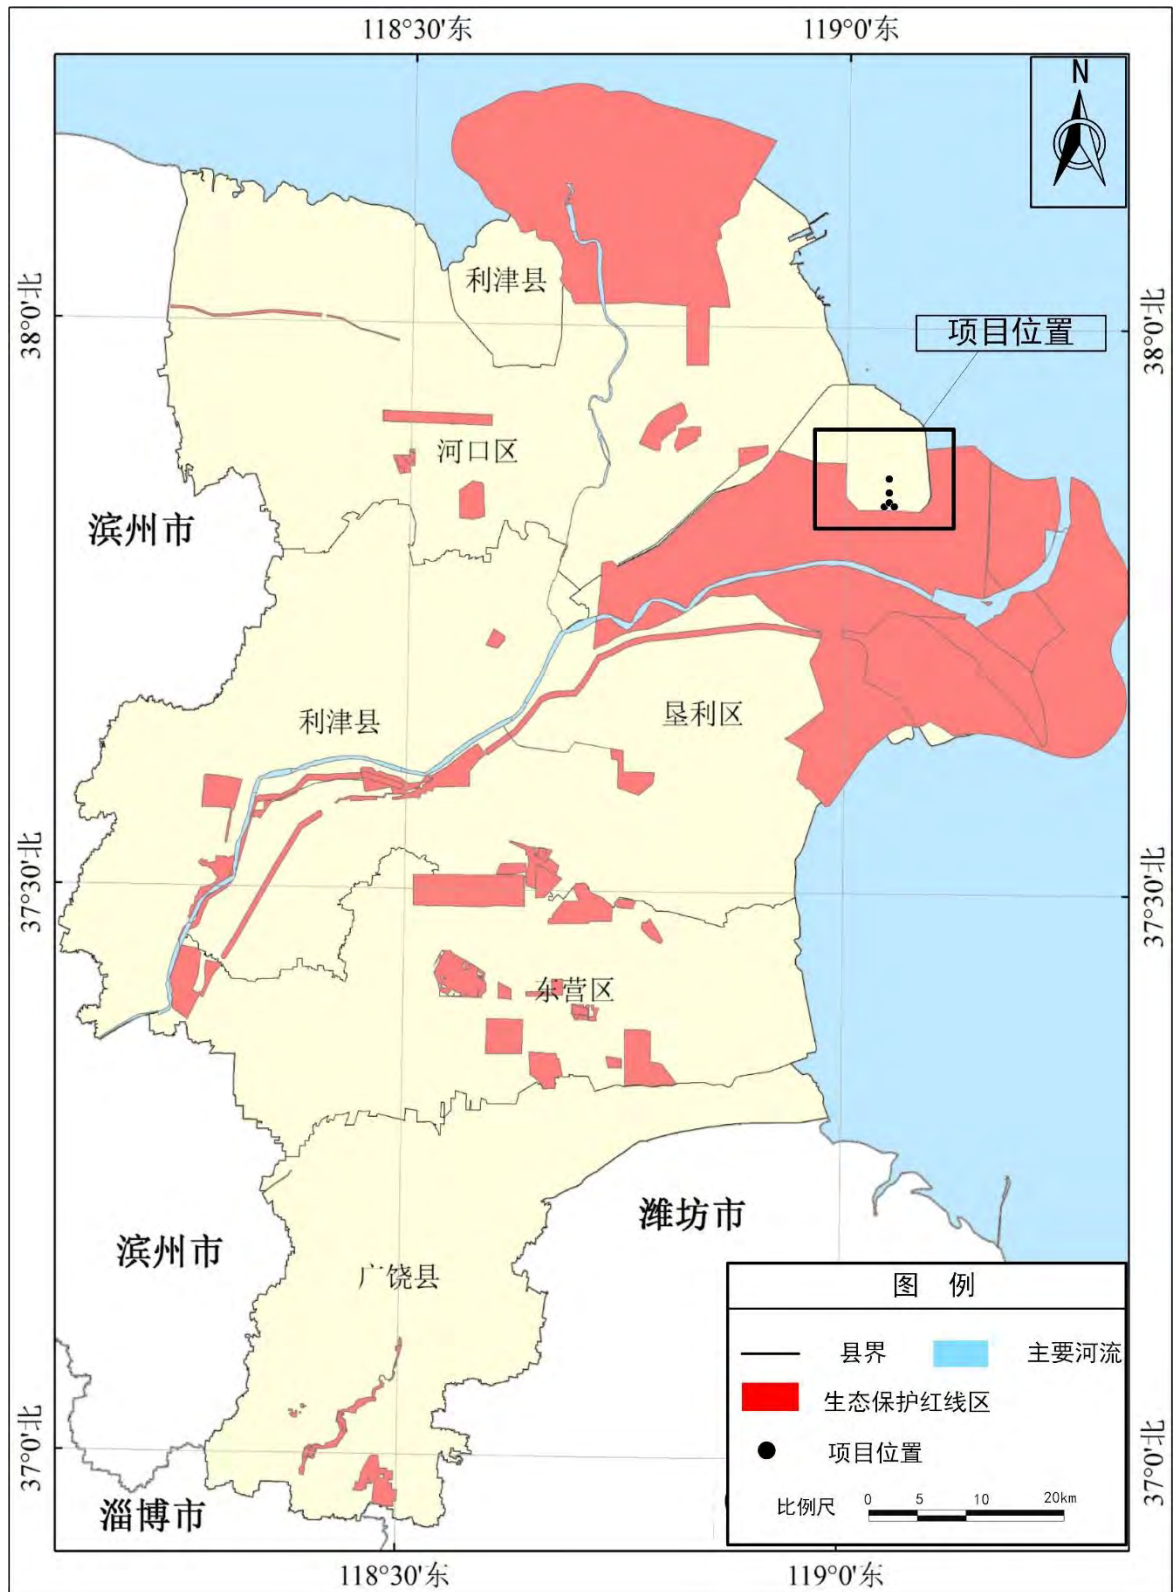 118°30'东
119°0'东
N
利津县
38°0'北
38°0'北
项目位置
河口区
滨州市
利津县
垦利区
37°30'北
37°30'北
东营区
潍坊市
滨州市
广饶县
图 例
县界
主要河流
生态保护红线区
37°0'北
37°0'北
项目位置
比例尺
0 5 10 20km
淄博市
118°30'东
119°0'东